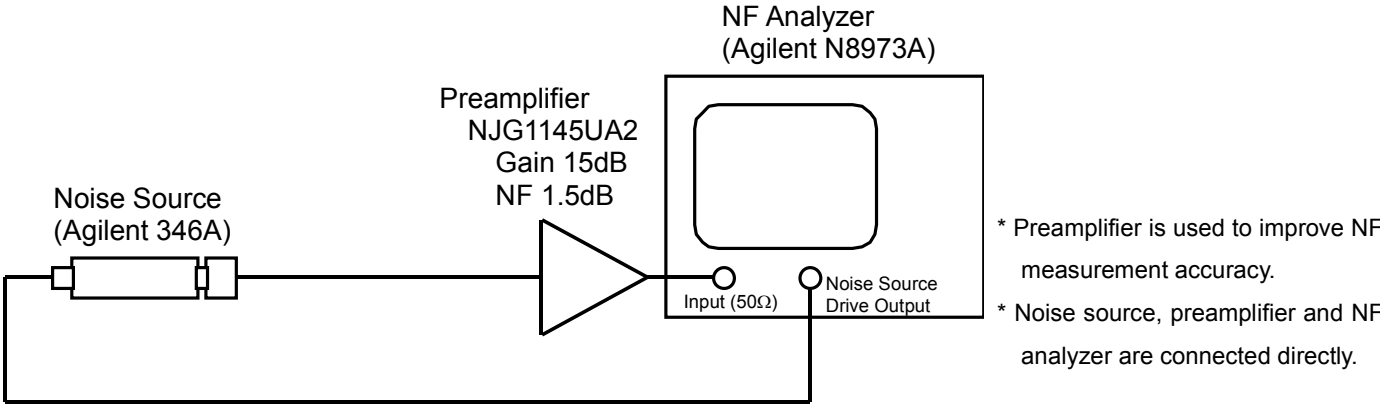 NF Analyzer
(Agilent N8973A)
Preamplifier
NJG1145UA2
Gain 15dB
NF 1.5dB
Noise Source
(Agilent 346A)
Input (50Ω)
Noise Source
Drive Output
* Preamplifier is used to improve NF
measurement accuracy.
* Noise source, preamplifier and NF
analyzer are connected directly.